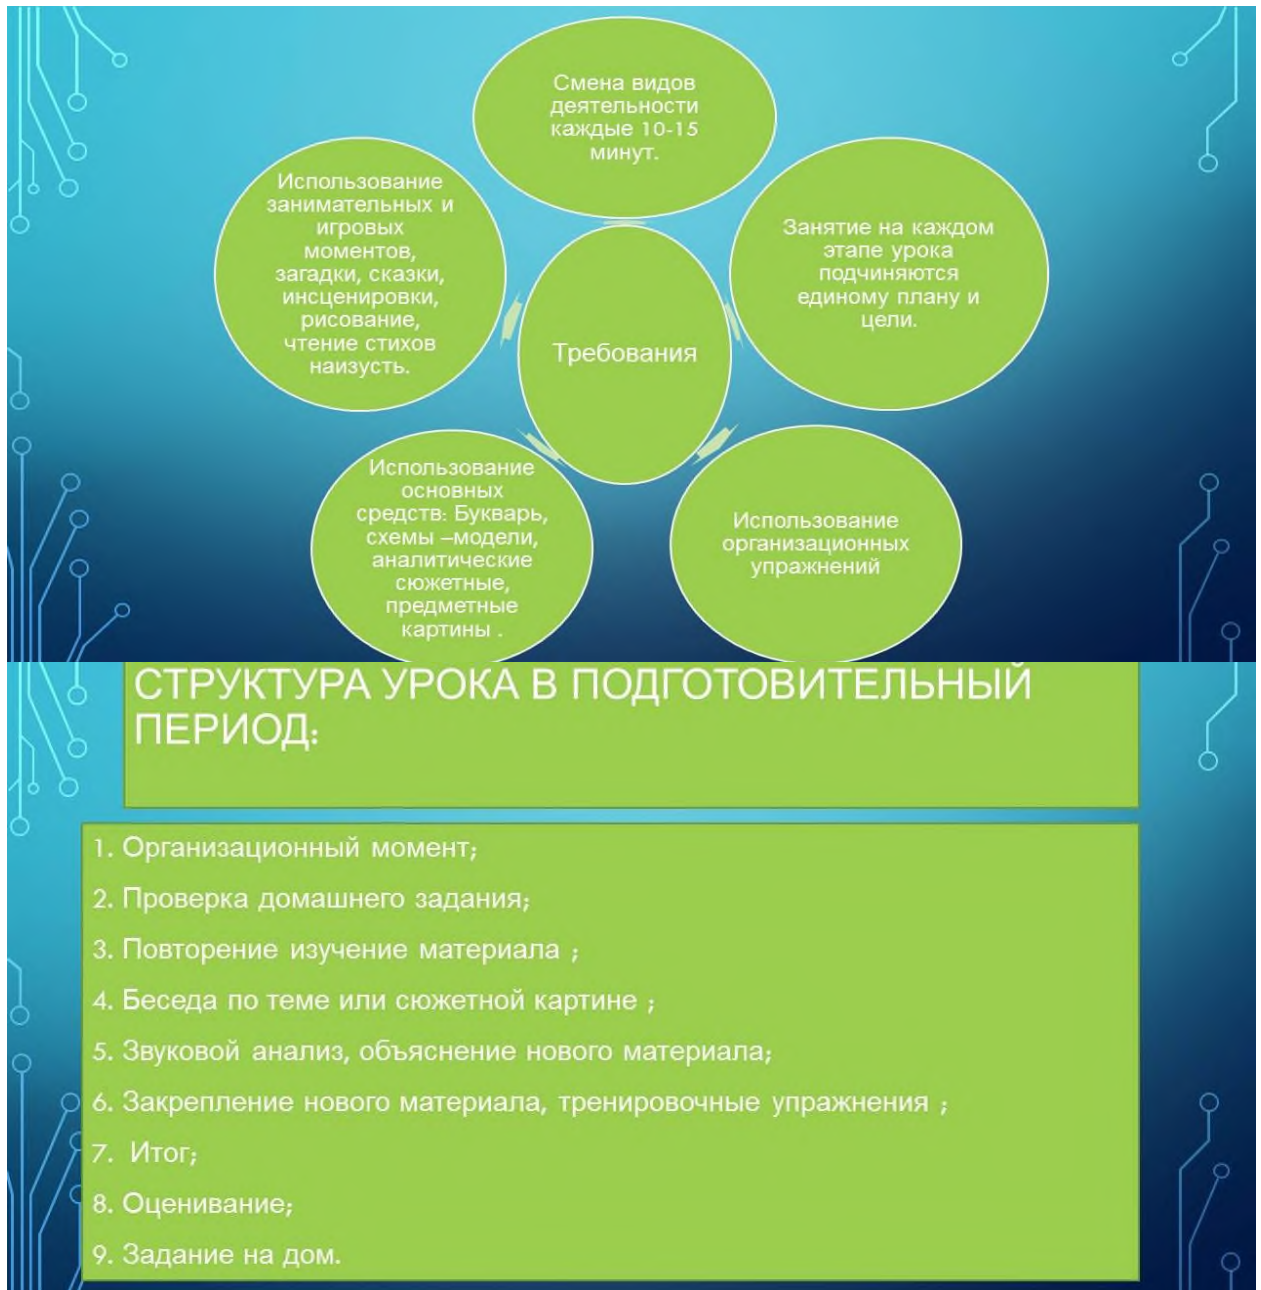 Смена видов
деятельности
каждые 10-15
минут.
Занятие на каждом
этапе урока
подчиняются
единому плану и
цели.
Использование
организационных
упражнений
Использование
основных
средств: Букварь,
схемы –модели,
аналитические
сюжетные,
предметные
картины .
Использование
занимательных и
игровых
моментов,
загадки, сказки,
инсценировки,
рисование,
чтение стихов
наизусть.
Требования
СТРУКТУРА УРОКА В ПОДГОТОВИТЕЛЬНЫЙ
ПЕРИОД:
1. Организационный момент;
2. Проверка домашнего задания;
3. Повторение изучение материала ;
4. Беседа по теме или сюжетной картине ;
5. Звуковой анализ, объяснение нового материала;
6. Закрепление нового материала, тренировочные упражнения ;
7. Итог;
8. Оценивание;
9. Задание на дом.